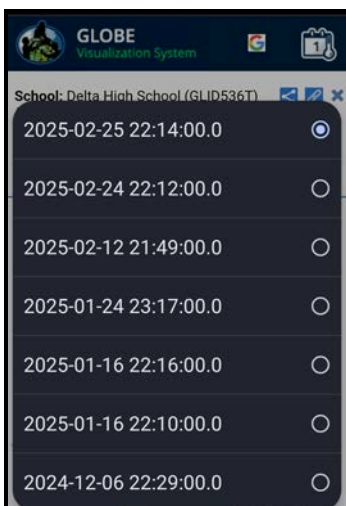 GLOBE
Visualization System
G
1
School: Delta High School (GLID536T)
2025-02-25 22:14:00.0
2025-02-24 22:12:00.0
2025-02-12 21:49:00.0
2025-01-24 23:17:00.0
2025-01-16 22:16:00.0
2025-01-16 22:10:00.0
2024-12-06 22:29:00.0